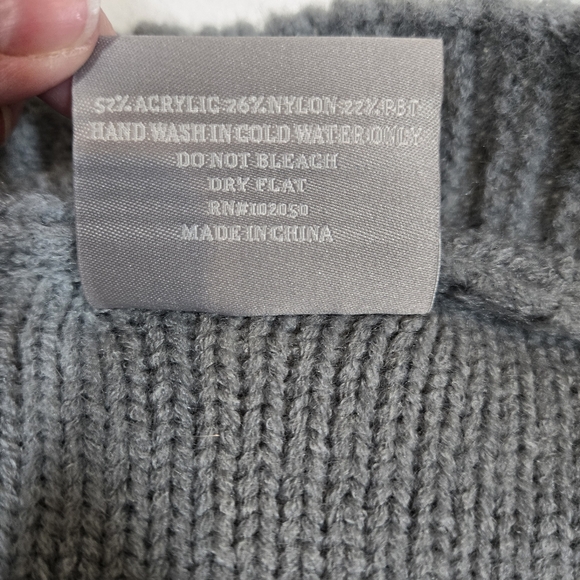 52% ACRYLIC 26% NYLON 22% PBT
HAND WASH IN COLD WATER ONLY
DO NOT BLEACH
DRY FLAT
RN#102050
MADE IN CHINA